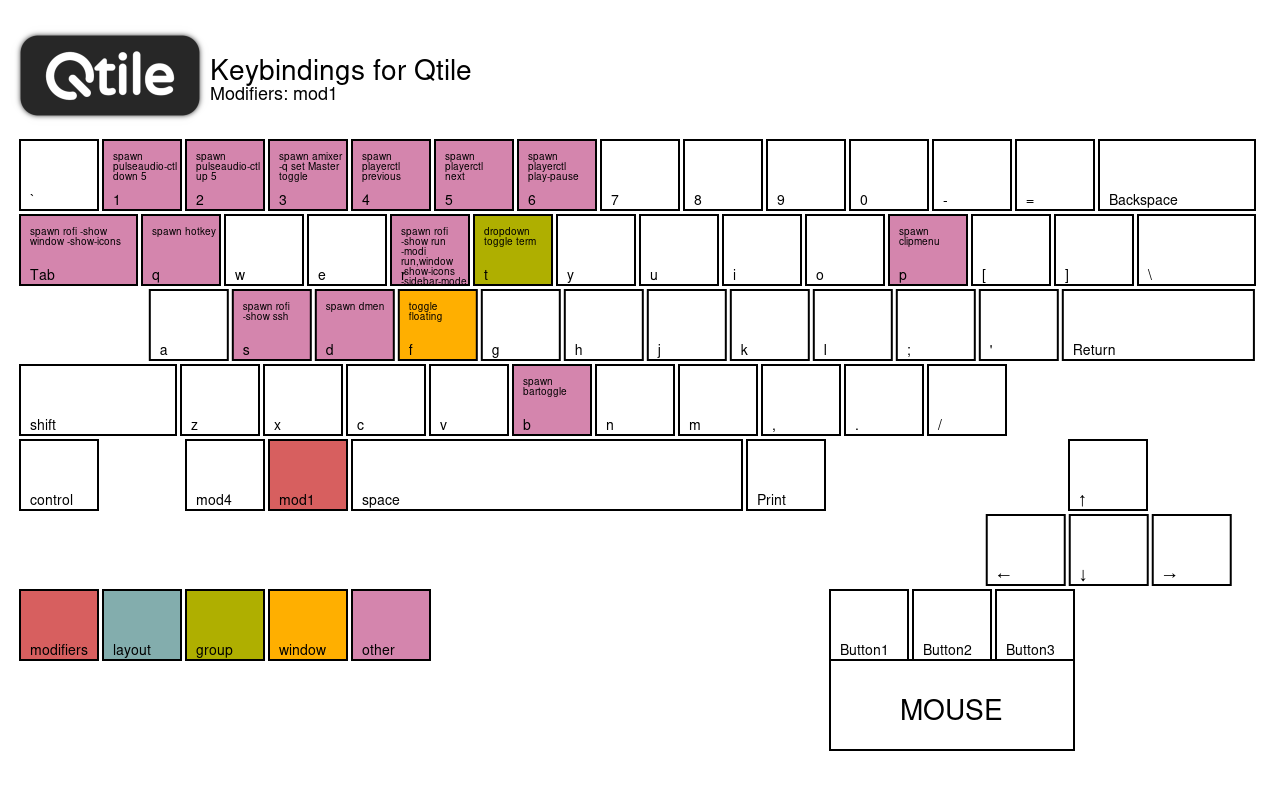 Qtile
Keybindings for Qtile
Modifiers: mod1
`
spawn
pulseaudio-ctl
down 5
1
spawn
pulseaudio-ctl
up 5
2
spawn amixer
-q set Master
toggle
3
spawn
playerctl
previous
4
spawn
playerctl
next
5
spawn
playerctl
play-pause
6
7
8
9
0
-
=
Backspace
spawn rofi -show
window -show-icons
Tab
spawn hotkey
q
w
e
spawn rofi
-show run
-modi
run,window
-show-icons
-sidebar-mode
r
dropdown
toggle term
t
y
u
i
o
spawn
clipmenu
p
[
]
\
a
spawn rofi
-show ssh
s
spawn dmen
d
toggle
floating
f
g
h
j
k
l
;
'
Return
shift
z
x
c
v
spawn
bartoggle
b
n
m
,
.
/
control
mod4
mod1
space
Print
↑
←
↓
→
modifiers
layout
group
window
other
Button1
Button2
Button3
MOUSE